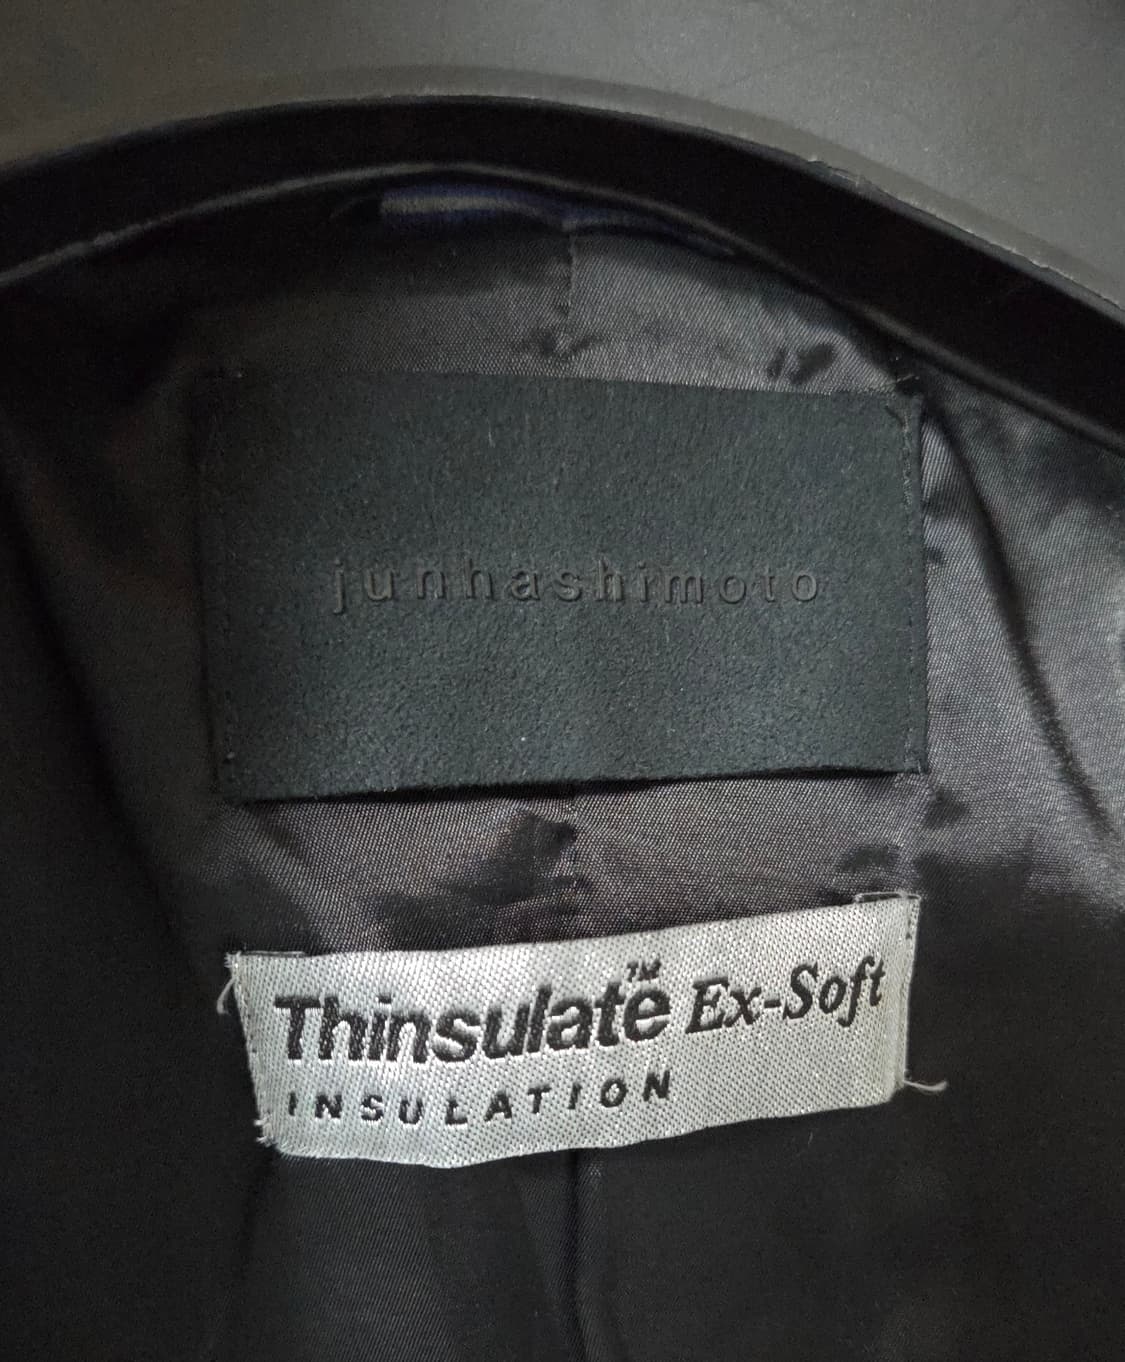 junhashimoto
Thinsulate™ Ex-Soft
INSULATION